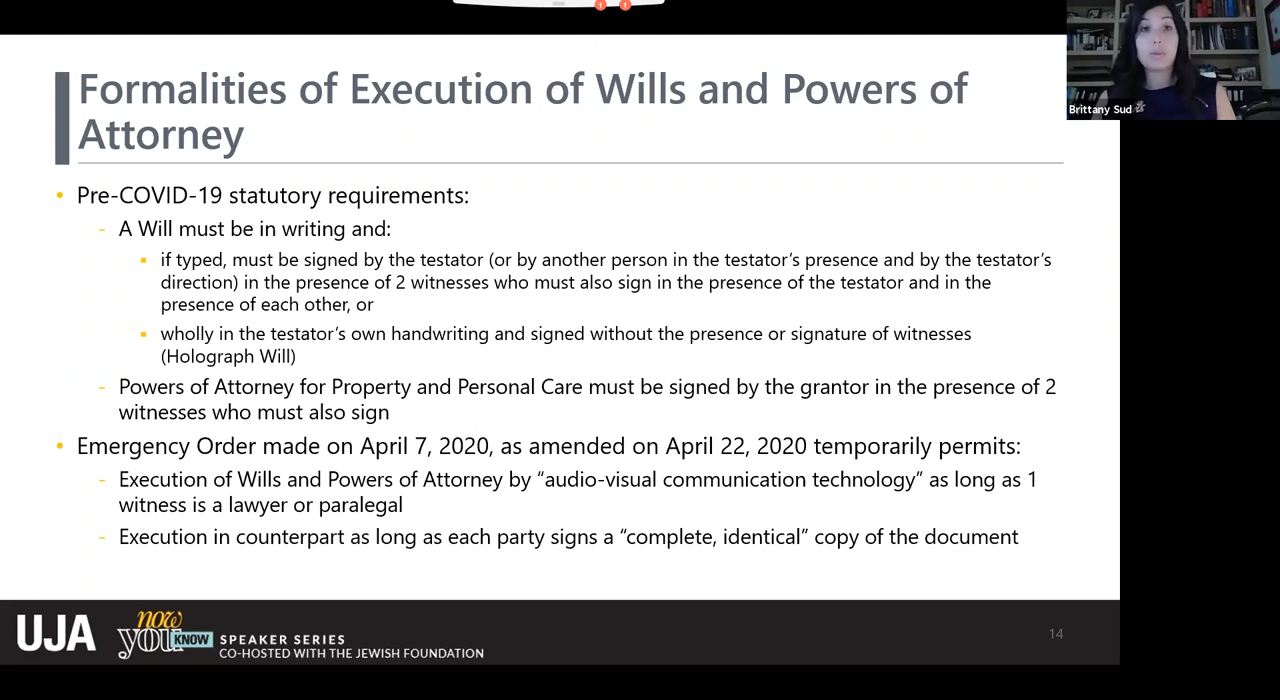 Formalities of Execution of Wills and Powers of
Attorney
Brittany Sud
• Pre-COVID-19 statutory requirements:
- A Will must be in writing and:
▪ if typed, must be signed by the testator (or by another person in the testator’s presence and by the testator’s
direction) in the presence of 2 witnesses who must also sign in the presence of the testator and in the
presence of each other, or
▪ wholly in the testator’s own handwriting and signed without the presence or signature of witnesses
(Holograph Will)
- Powers of Attorney for Property and Personal Care must be signed by the grantor in the presence of 2
witnesses who must also sign
• Emergency Order made on April 7, 2020, as amended on April 22, 2020 temporarily permits:
- Execution of Wills and Powers of Attorney by “audio-visual communication technology” as long as 1
witness is a lawyer or paralegal
- Execution in counterpart as long as each party signs a “complete, identical” copy of the document
UJA
now
you KNOW
SPEAKER SERIES
CO-HOSTED WITH THE JEWISH FOUNDATION
14